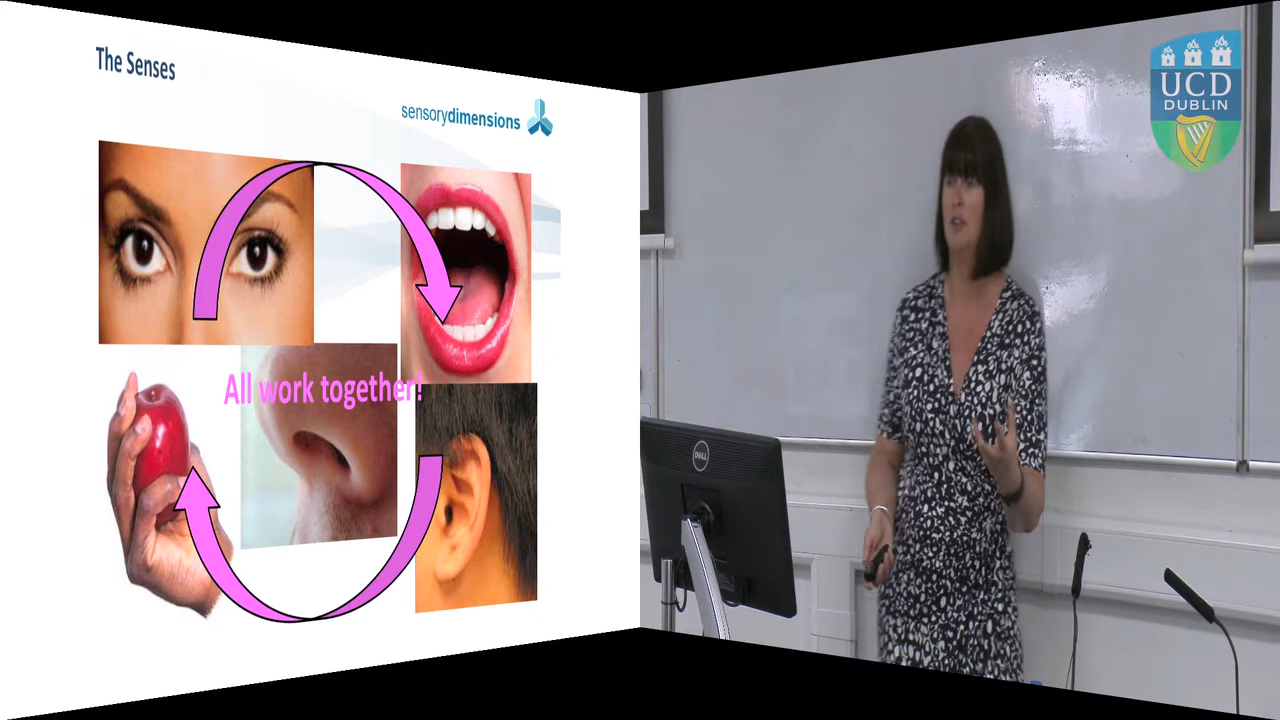 The Senses
sensorydimensions
All work together!
UCD
DUBLIN
DELL